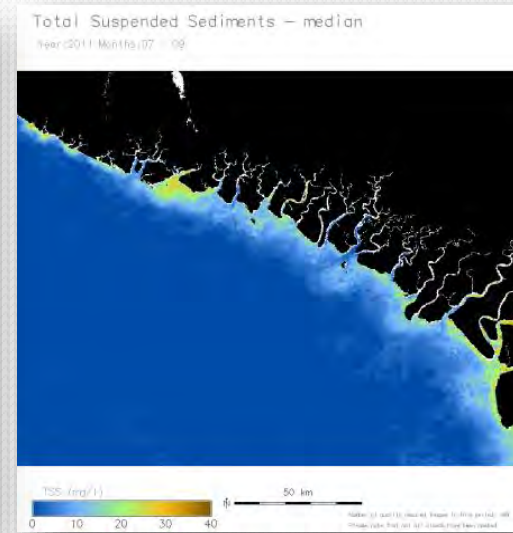 Total Suspended Sediments - median
Year:2011 Months:07 - 09
TSS (mg/l)
50 km
0 10 20 30 40